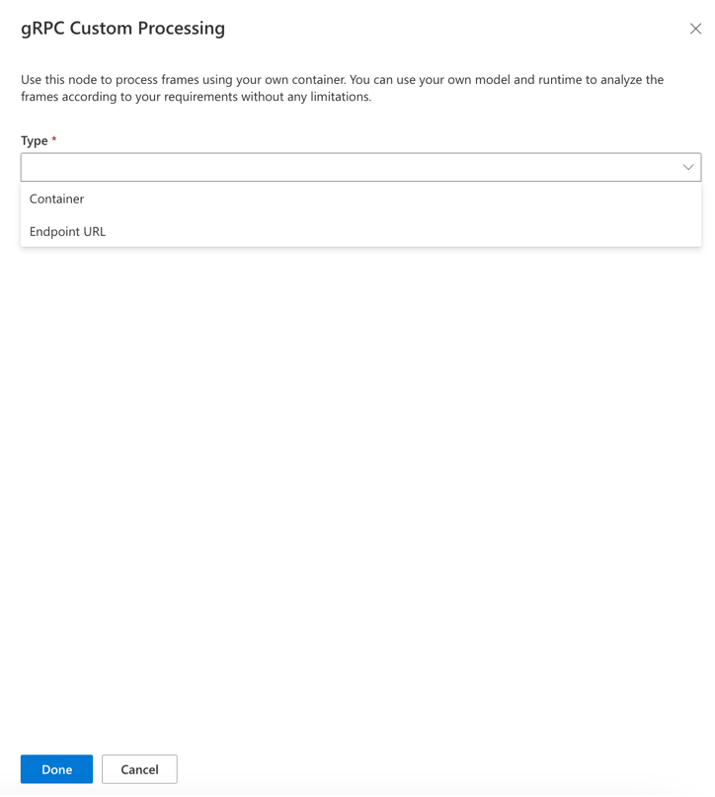 gRPC Custom Processing
Use this node to process frames using your own container. You can use your own model and runtime to analyze the
frames according to your requirements without any limitations.
Type *
Container
Endpoint URL
Done
Cancel